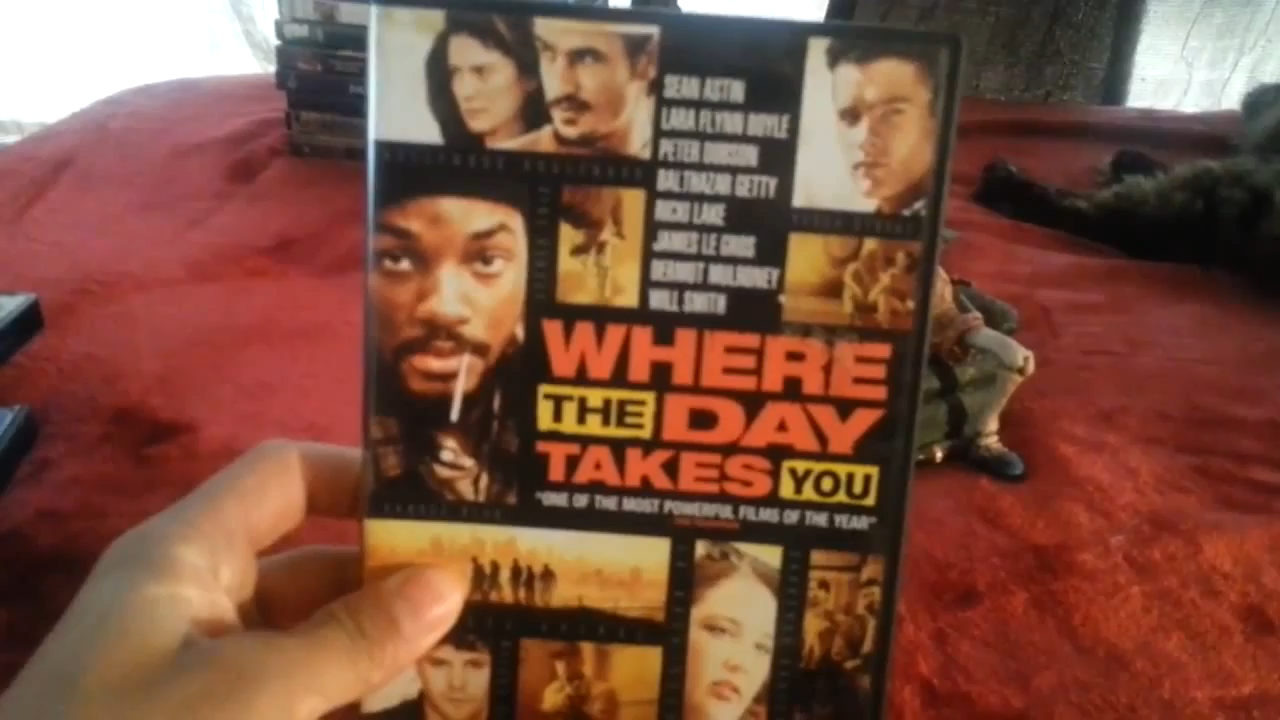 SEAN ASTIN
LARA FLYNN BOYLE
PETER DOBSON
BALTHAZAR GETTY
RICKI LAKE
JAMES LE GROS
DERMOT MULRONEY
WILL SMITH
WHERE
THE DAY
TAKES YOU
"ONE OF THE MOST POWERFUL FILMS OF THE YEAR"